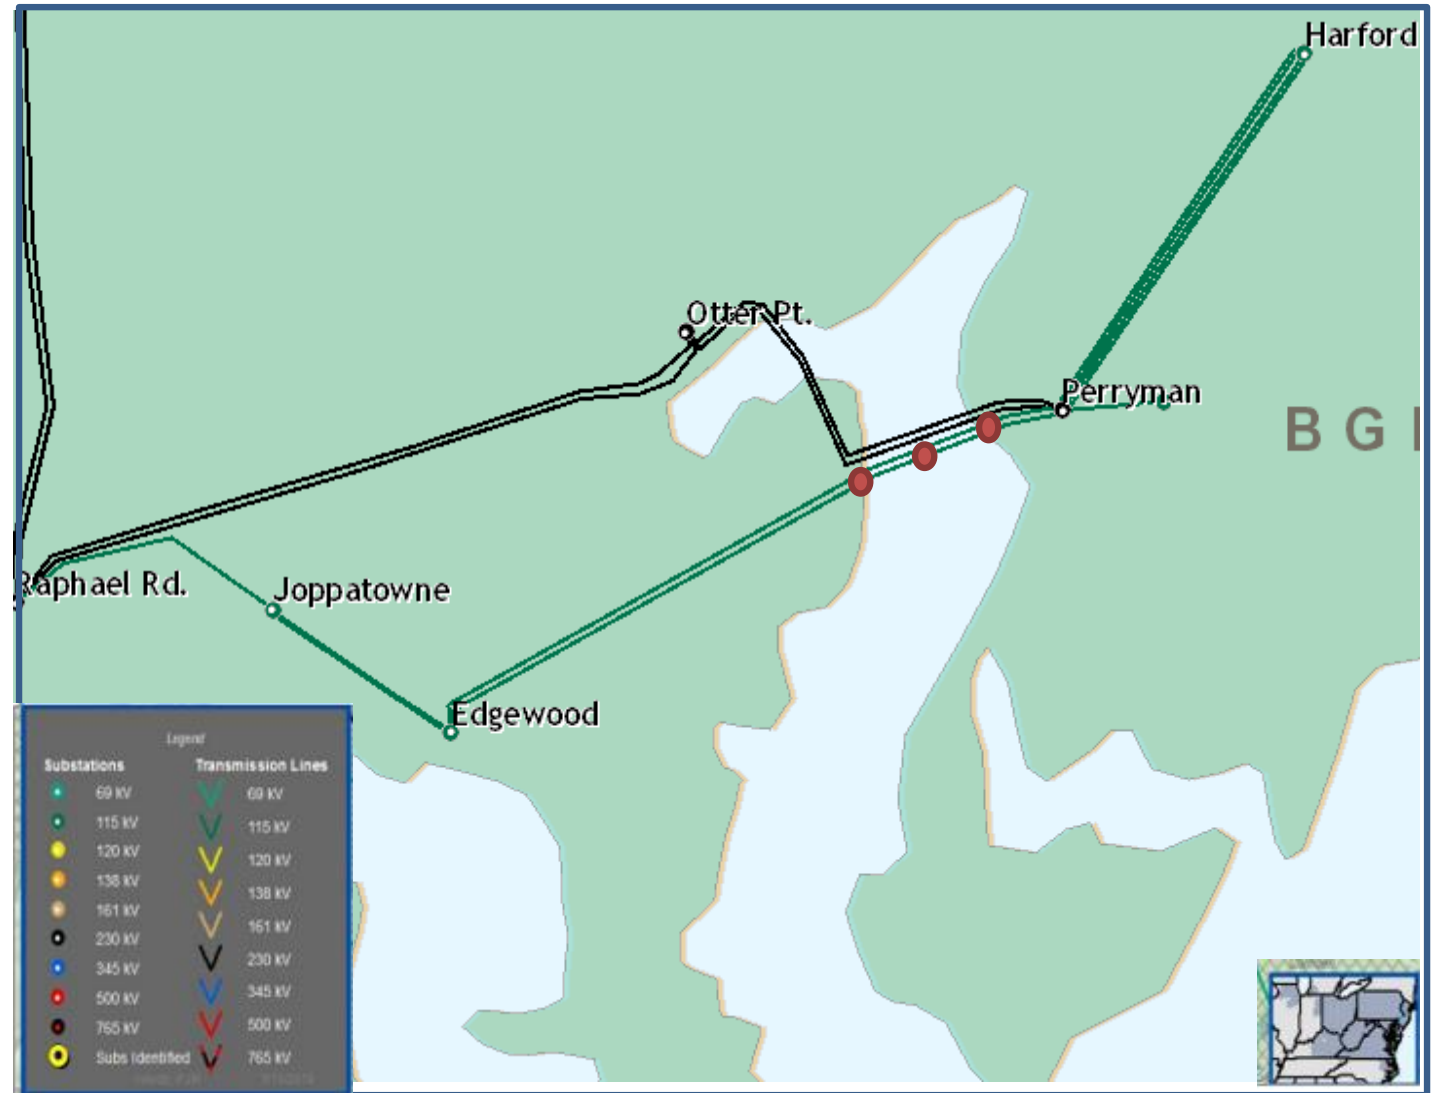 Harford
Otter Pt.
Perryman
B G
Raphael Rd.
Joppatowne
Edgewood
Legend
Substations
Transmission Lines
69 KV
69 KV
115 KV
115 KV
120 KV
120 KV
138 KV
138 KV
161 KV
161 KV
230 KV
230 KV
345 KV
345 KV
500 KV
500 KV
765 KV
765 KV
Subs Identified